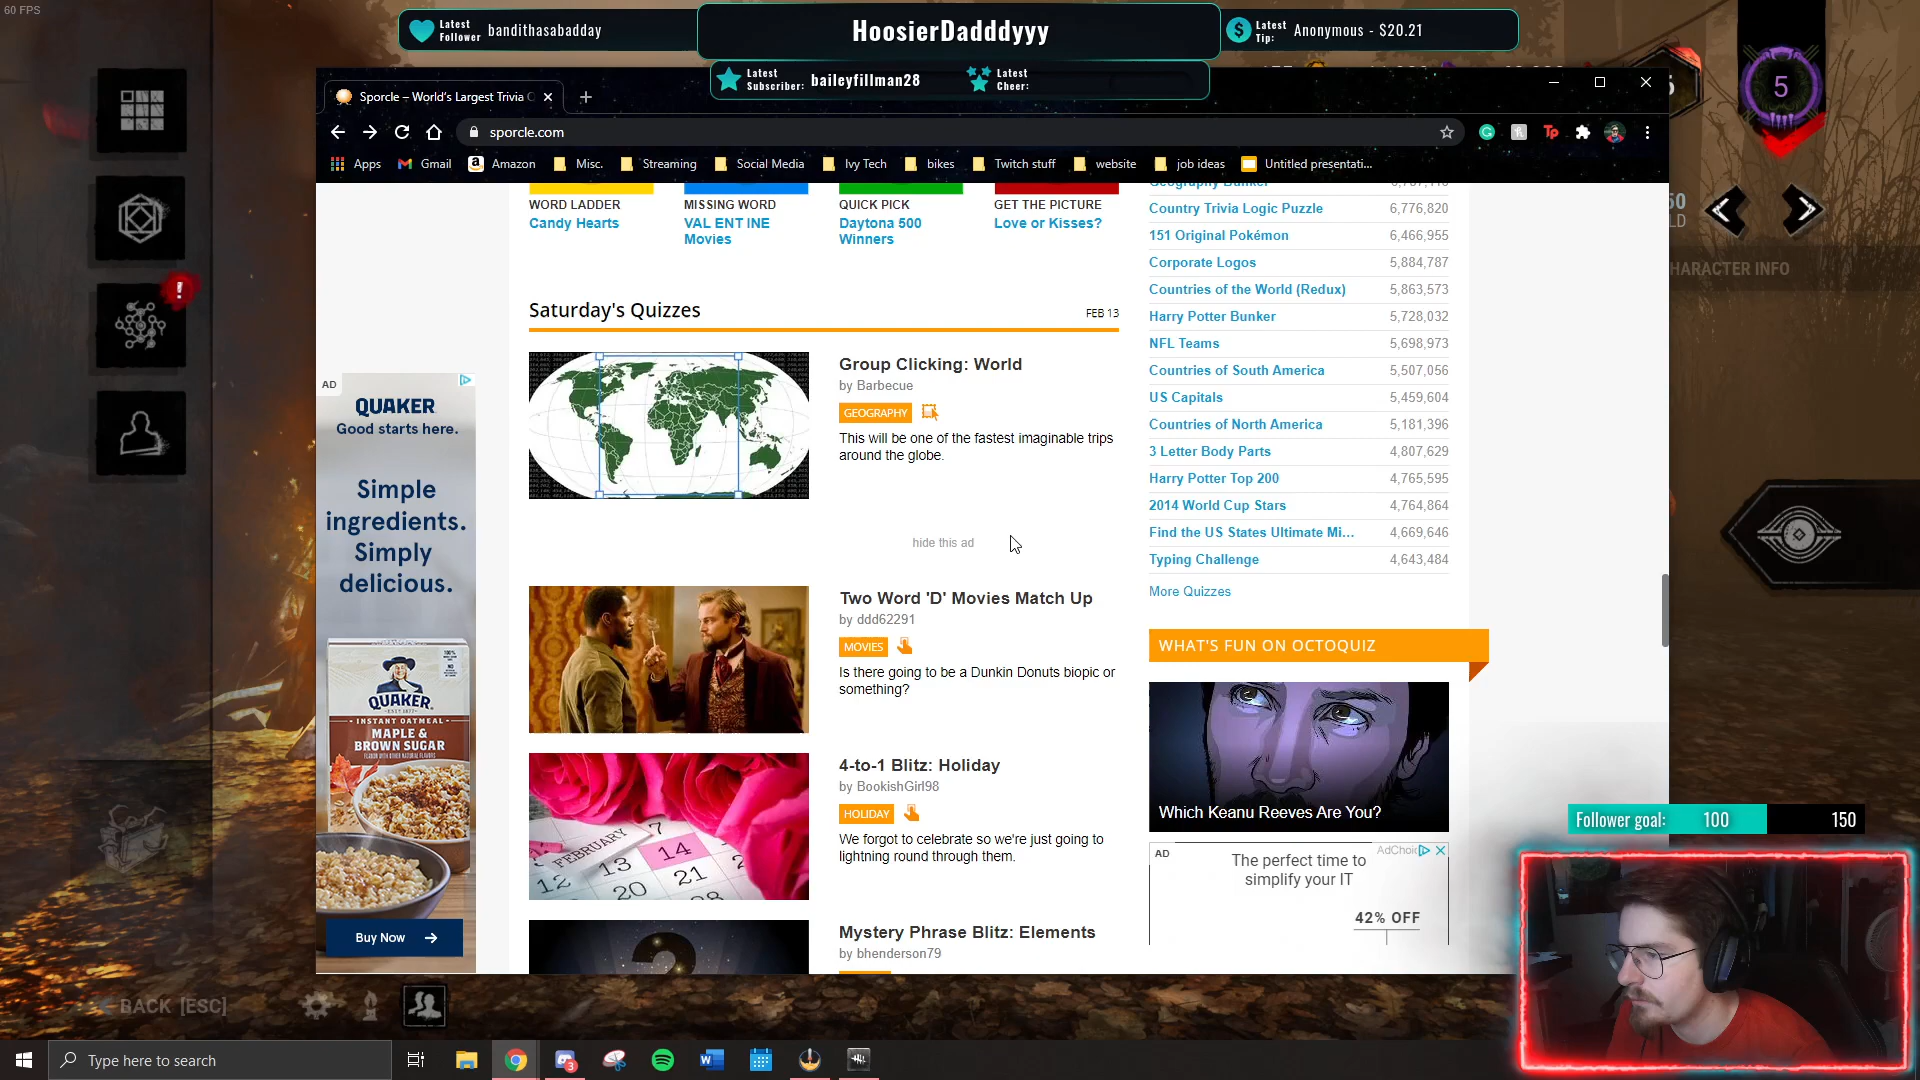 60 FPS
Latest Follower bandithasabadday
HoosierDadddyyy
Latest Tip: Anonymous - $20.21
Latest Subscriber: baileyfillman28
Latest Cheer:
Sporcle – World's Largest Trivia
sporcle.com
Apps Gmail Amazon Misc. Streaming Social Media Ivy Tech bikes Twitch stuff website job ideas Untitled presentati...
WORD LADDER
Candy Hearts
MISSING WORD
VAL ENT INE
Movies
QUICK PICK
Daytona 500
Winners
GET THE PICTURE
Love or Kisses?
Saturday's Quizzes
FEB 13
Group Clicking: World
by Barbecue
GEOGRAPHY
This will be one of the fastest imaginable trips
around the globe.
hide this ad
Two Word 'D' Movies Match Up
by ddd62291
MOVIES
Is there going to be a Dunkin Donuts biopic or
something?
4-to-1 Blitz: Holiday
by BookishGirl98
HOLIDAY
We forgot to celebrate so we're just going to
lightning round through them.
FEBRUARY
7
12 13 14
20 21
28
Mystery Phrase Blitz: Elements
by bhenderson79
Country Trivia Logic Puzzle 6,776,820
151 Original Pokémon 6,466,955
Corporate Logos 5,884,787
Countries of the World (Redux) 5,863,573
Harry Potter Bunker 5,728,032
NFL Teams 5,698,973
Countries of South America 5,507,056
US Capitals 5,459,604
Countries of North America 5,181,396
3 Letter Body Parts 4,807,629
Harry Potter Top 200 4,765,595
2014 World Cup Stars 4,764,864
Find the US States Ultimate Mi... 4,669,646
Typing Challenge 4,643,484
More Quizzes
WHAT'S FUN ON OCTOQUIZ
Which Keanu Reeves Are You?
AD
The perfect time to
simplify your IT
42% OFF
AD
QUAKER
Good starts here.
Simple
ingredients.
Simply
delicious.
QUAKER
INSTANT OATMEAL
MAPLE &
BROWN SUGAR
Buy Now
5
CHARACTER INFO
Follower goal: 100 150
BACK [ESC]
Type here to search
3